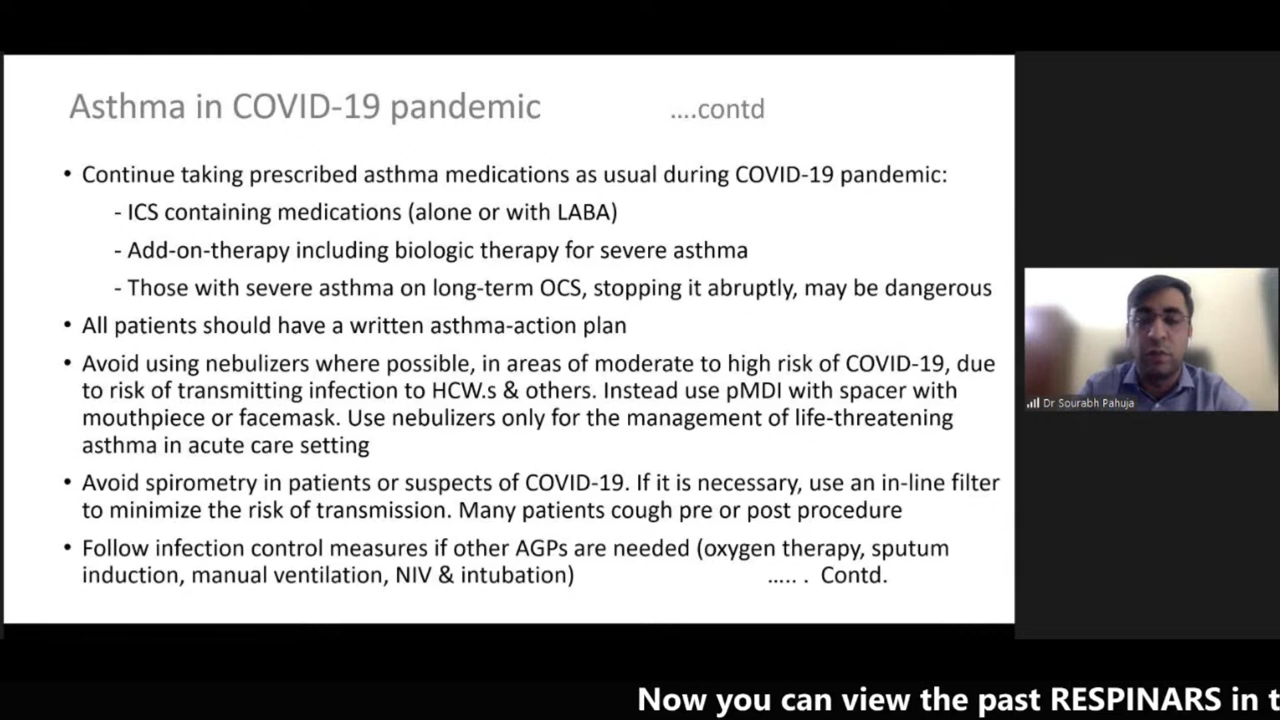 Asthma in COVID-19 pandemic ....contd
• Continue taking prescribed asthma medications as usual during COVID-19 pandemic:
- ICS containing medications (alone or with LABA)
- Add-on-therapy including biologic therapy for severe asthma
- Those with severe asthma on long-term OCS, stopping it abruptly, may be dangerous
• All patients should have a written asthma-action plan
• Avoid using nebulizers where possible, in areas of moderate to high risk of COVID-19, due
to risk of transmitting infection to HCW.s & others. Instead use pMDI with spacer with
mouthpiece or facemask. Use nebulizers only for the management of life-threatening
asthma in acute care setting
• Avoid spirometry in patients or suspects of COVID-19. If it is necessary, use an in-line filter
to minimize the risk of transmission. Many patients cough pre or post procedure
• Follow infection control measures if other AGPs are needed (oxygen therapy, sputum
induction, manual ventilation, NIV & intubation) ..... . Contd.
Dr Sourabh Pahuja
Now you can view the past RESPINARS in t